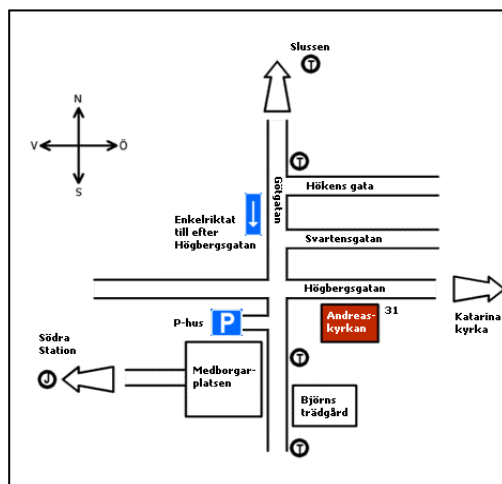 Slussen
T
N
V
Ö
S
T
Götgatan
Hökens gata
Enkelriktat
till efter
Högbergsgatan
Svartensgatan
Högbergsgatan
31
Andreas-
kyrkan
Katarina
kyrka
P-hus
P
Södra
Station
J
Medborgar-
platsen
T
Björns
trädgård
T